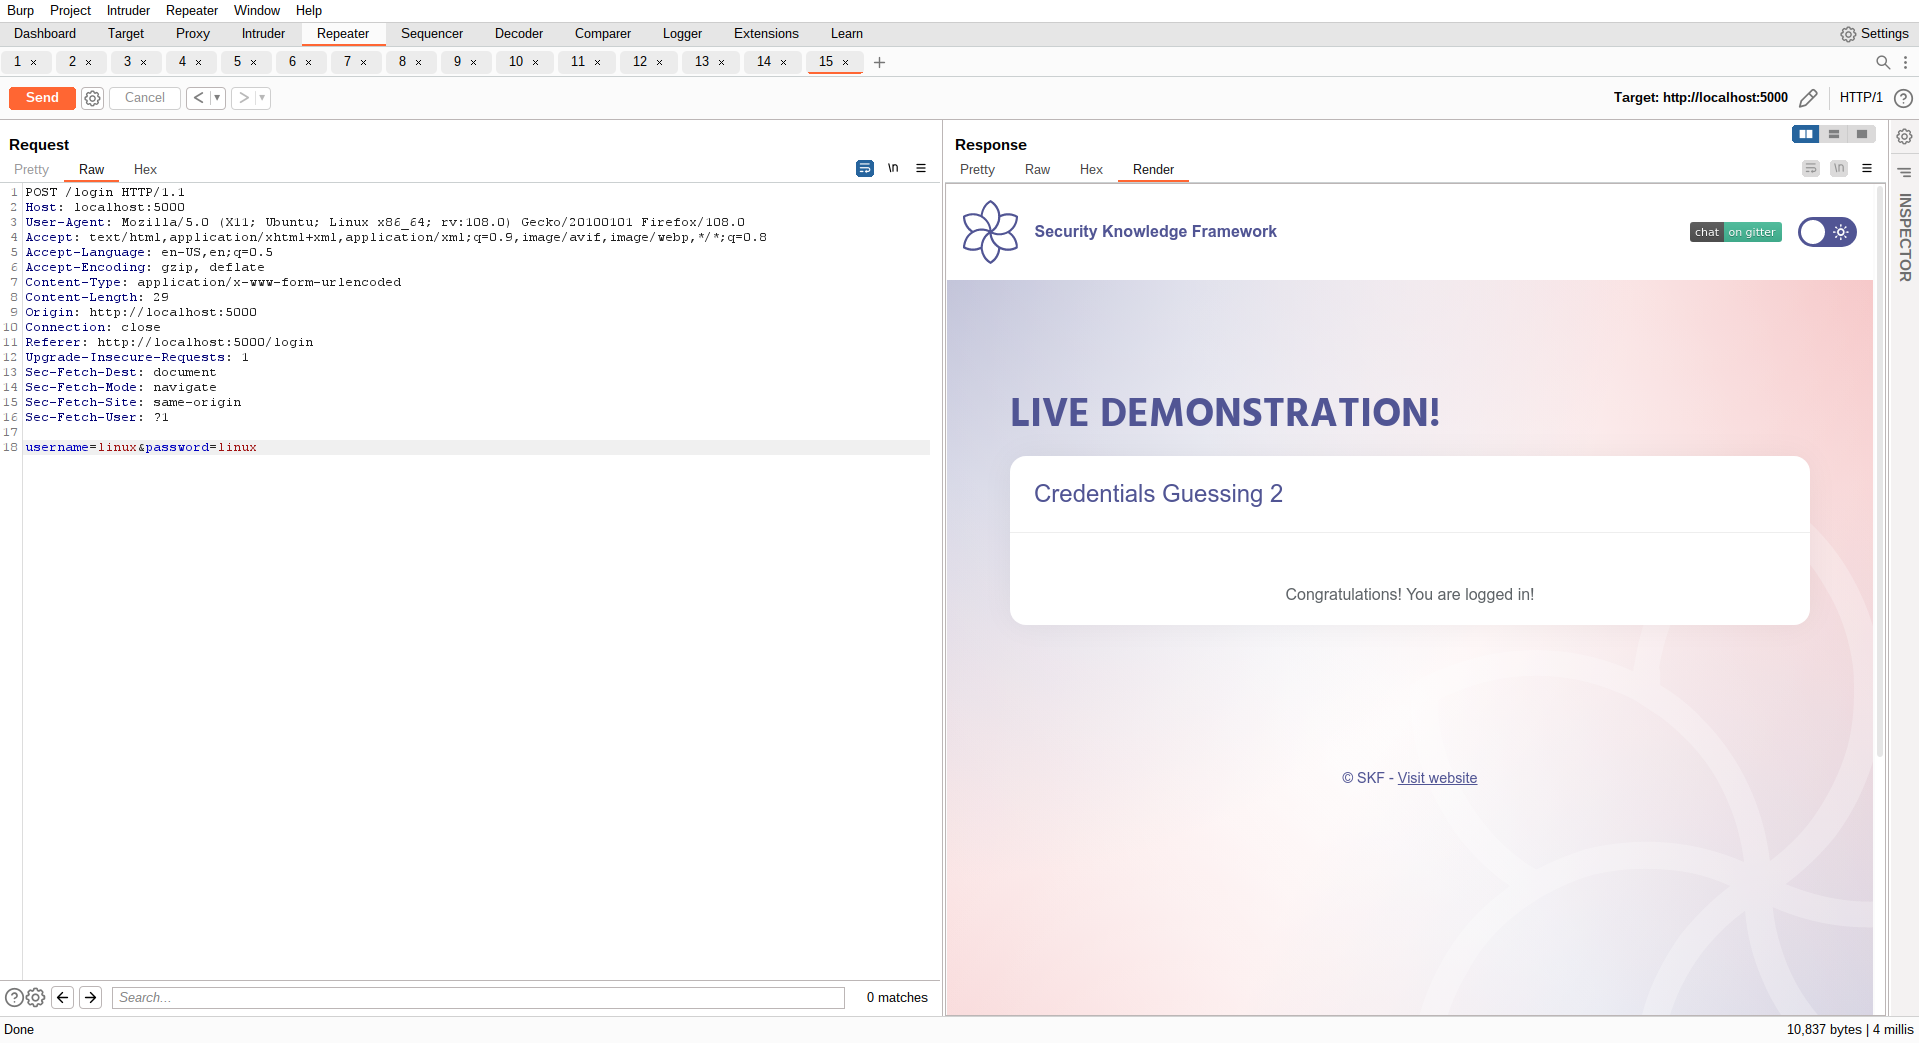 Burp Project Intruder Repeater Window Help
Dashboard Target Proxy Intruder Repeater Sequencer Decoder Comparer Logger Extensions Learn Settings
1 × 2 × 3 × 4 × 5 × 6 × 7 × 8 × 9 × 10 × 11 × 12 × 13 × 14 × 15 × +
Send Cancel < > Target: http://localhost:5000 HTTP/1 ?
Request
Pretty Raw Hex \n
1 POST /login HTTP/1.1
2 Host: localhost:5000
3 User-Agent: Mozilla/5.0 (X11; Ubuntu; Linux x86_64; rv:108.0) Gecko/20100101 Firefox/108.0
4 Accept: text/html,application/xhtml+xml,application/xml;q=0.9,image/avif,image/webp,*/*;q=0.8
5 Accept-Language: en-US,en;q=0.5
6 Accept-Encoding: gzip, deflate
7 Content-Type: application/x-www-form-urlencoded
8 Content-Length: 29
9 Origin: http://localhost:5000
10 Connection: close
11 Referer: http://localhost:5000/login
12 Upgrade-Insecure-Requests: 1
13 Sec-Fetch-Dest: document
14 Sec-Fetch-Mode: navigate
15 Sec-Fetch-Site: same-origin
16 Sec-Fetch-User: ?1
17
18 username=linux&password=linux
? Search... 0 matches
Response
Pretty Raw Hex Render \n
Security Knowledge Framework chat on gitter
LIVE DEMONSTRATION!
Credentials Guessing 2
Congratulations! You are logged in!
© SKF - Visit website
INSPECTOR
Done 10,837 bytes | 4 millis